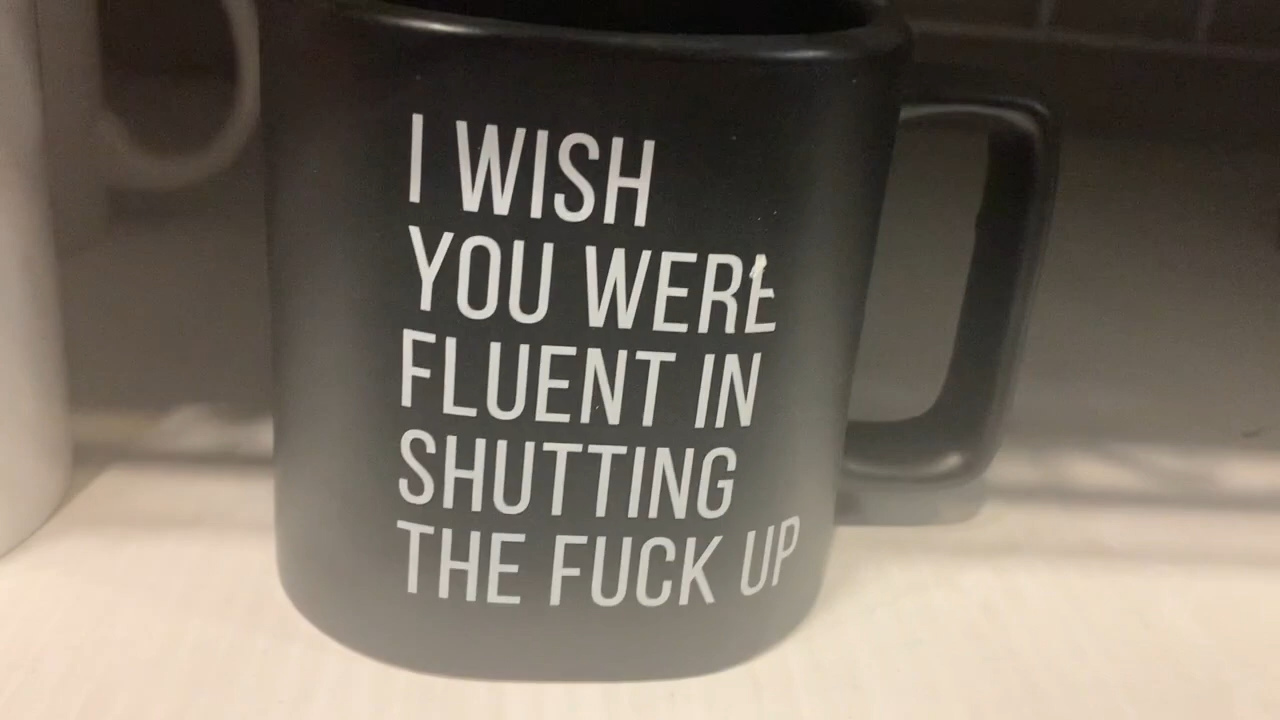 I WISH
YOU WERE
FLUENT IN
SHUTTING
THE FUCK UP